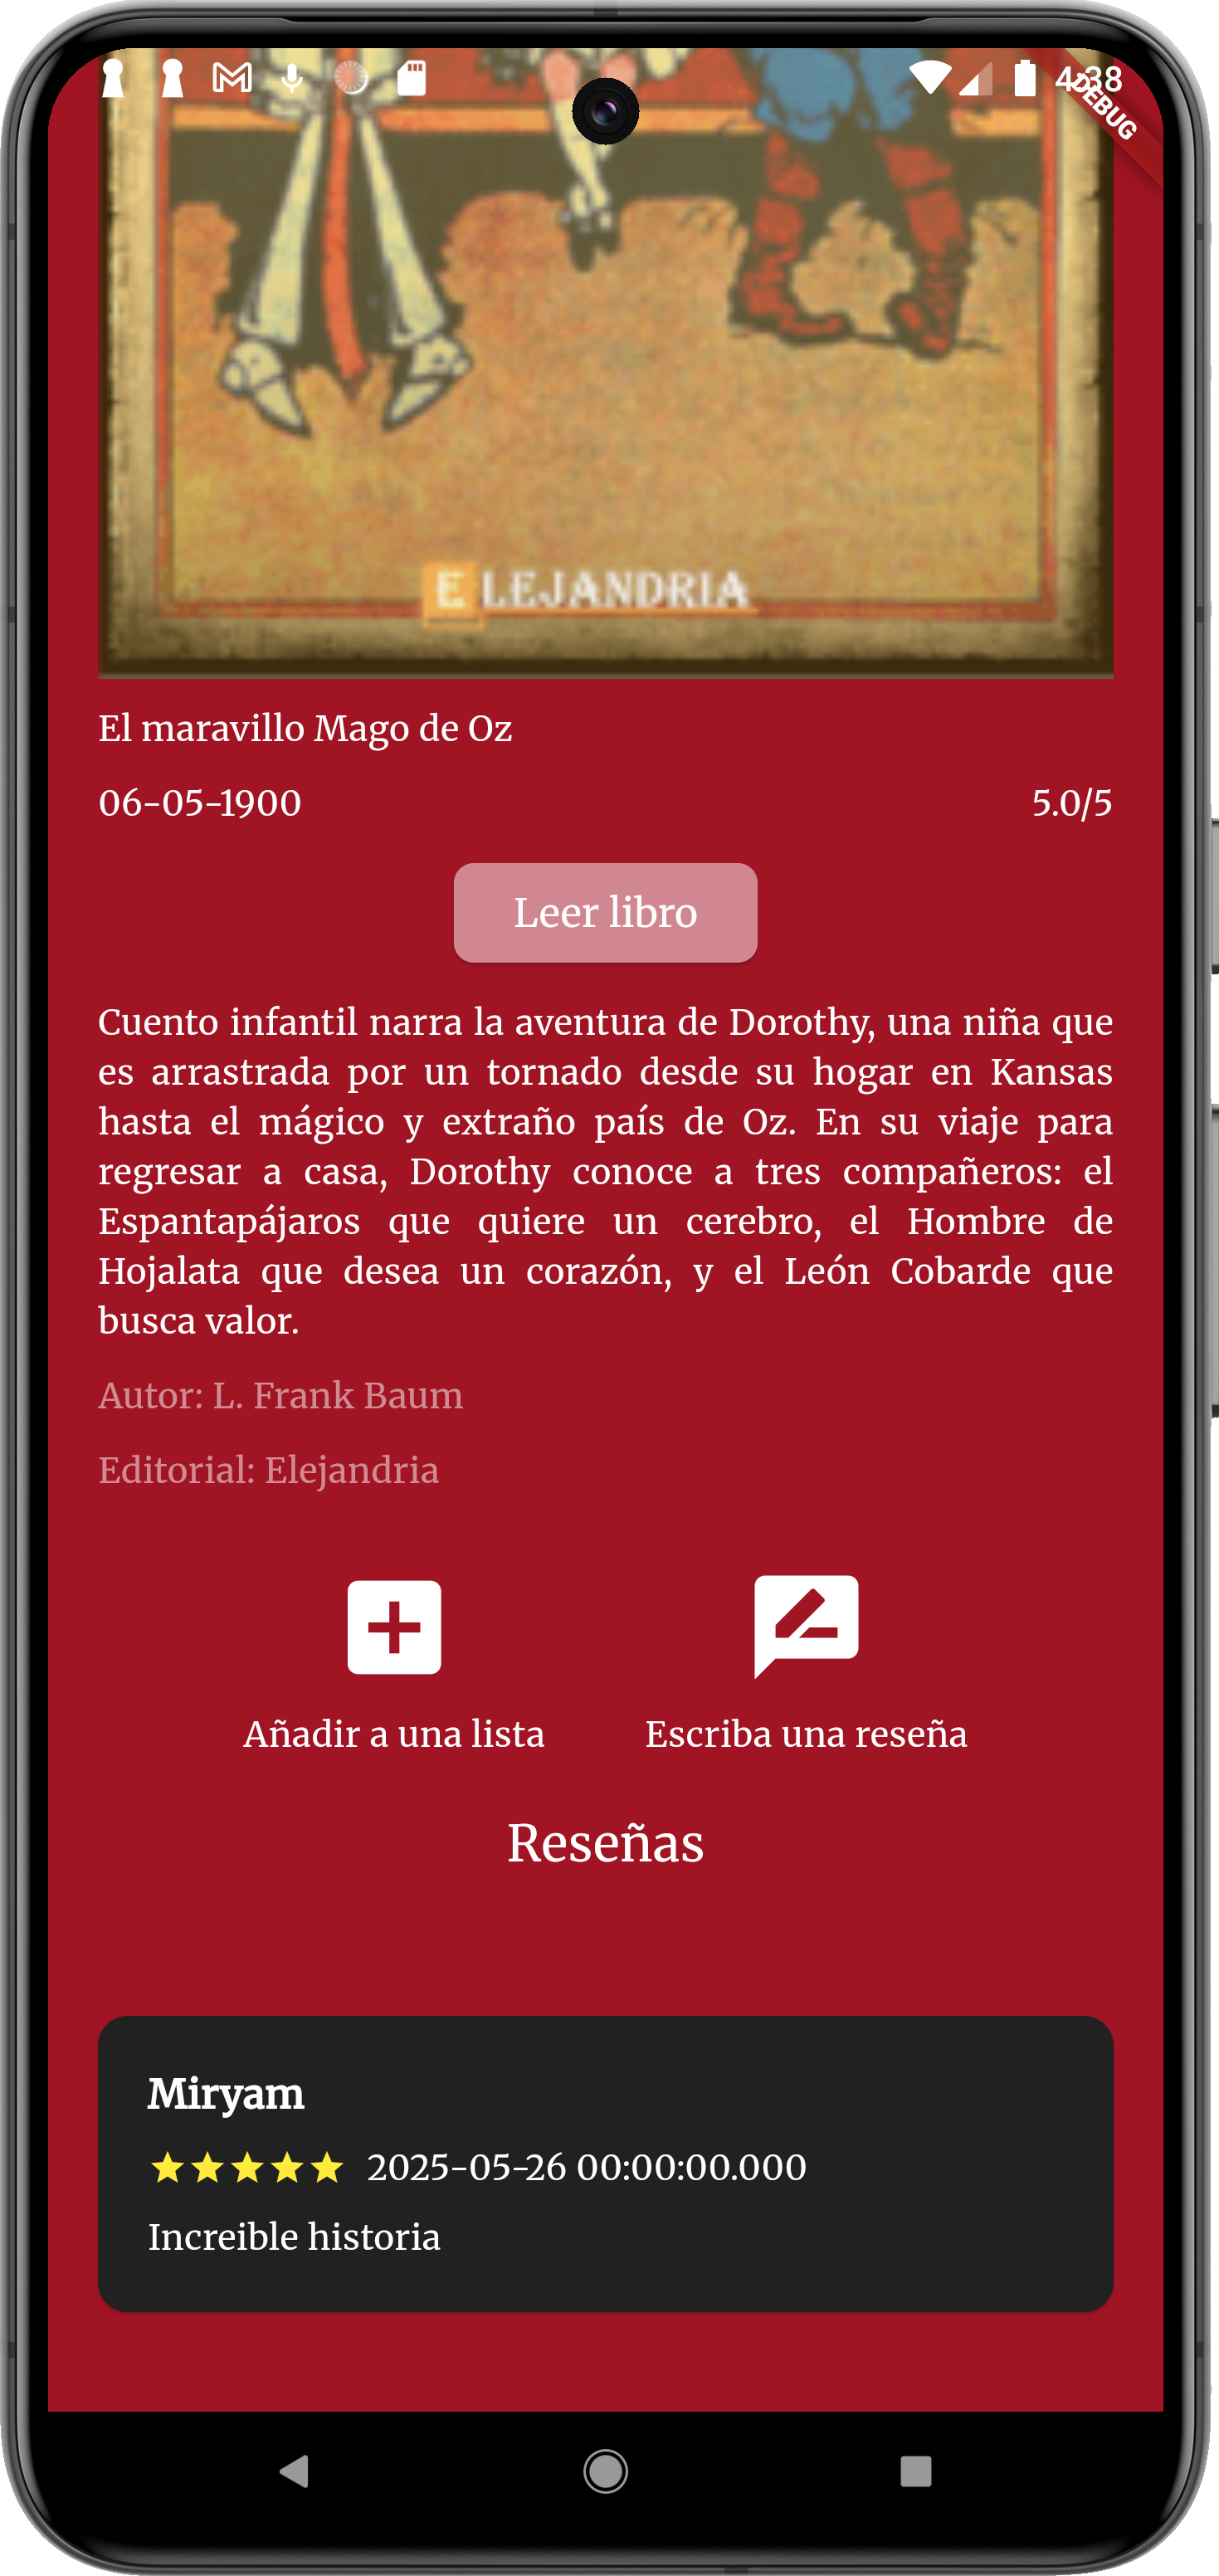 4:38
DEBUG
E LEJANDRIA
El maravillo Mago de Oz
06-05-1900 5.0/5
Leer libro
Cuento infantil narra la aventura de Dorothy, una niña que
es arrastrada por un tornado desde su hogar en Kansas
hasta el mágico y extraño país de Oz. En su viaje para
regresar a casa, Dorothy conoce a tres compañeros: el
Espantapájaros que quiere un cerebro, el Hombre de
Hojalata que desea un corazón, y el León Cobarde que
busca valor.
Autor: L. Frank Baum
Editorial: Elejandria
Añadir a una lista Escriba una reseña
Reseñas
Miryam
2025-05-26 00:00:00.000
Increible historia